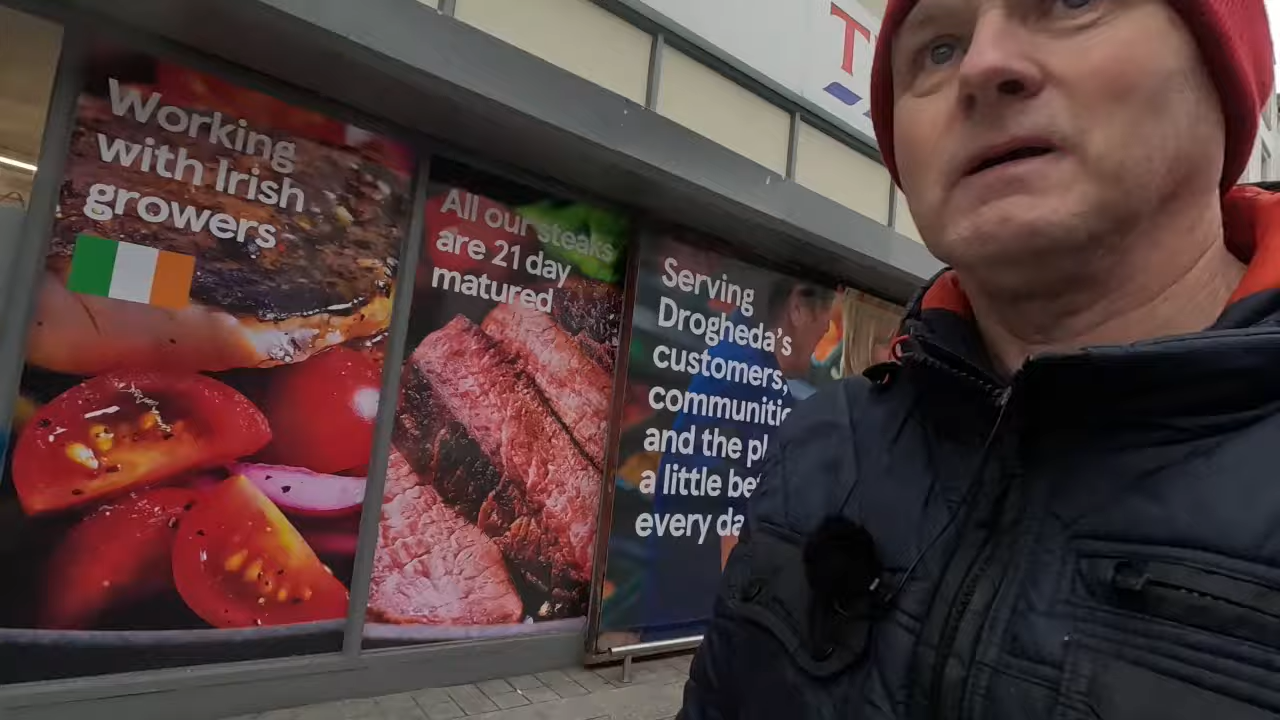 Working
with Irish
growers
All our steaks
are 21 day
matured
Serving
Drogheda's
customers,
and the
a little
every
T